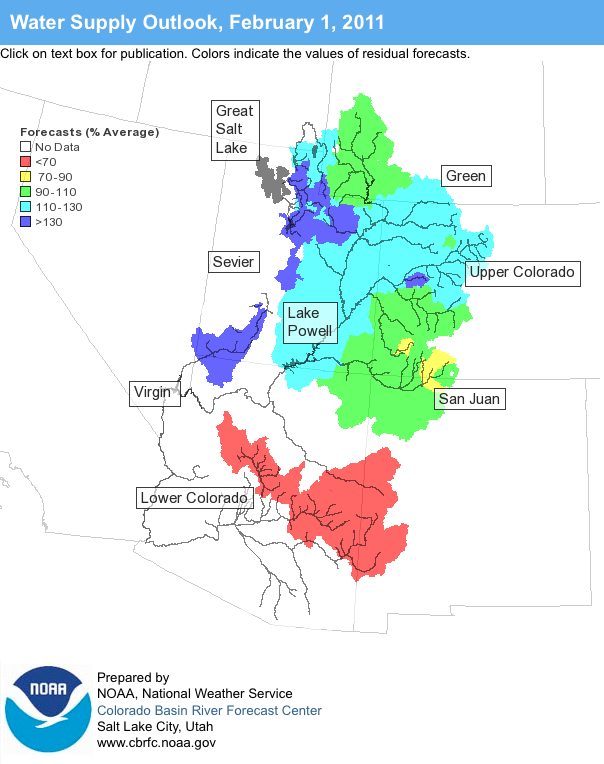 Water Supply Outlook, February 1, 2011
Click on text box for publication. Colors indicate the values of residual forecasts.
Great
Salt
Lake
Forecasts (% Average)
No Data
<70
70-90
90-110
110-130
>130
Green
Sevier
Upper Colorado
Lake
Powell
Virgin
San Juan
Lower Colorado
NOAA
Prepared by
NOAA, National Weather Service
Colorado Basin River Forecast Center
Salt Lake City, Utah
www.cbrfc.noaa.gov